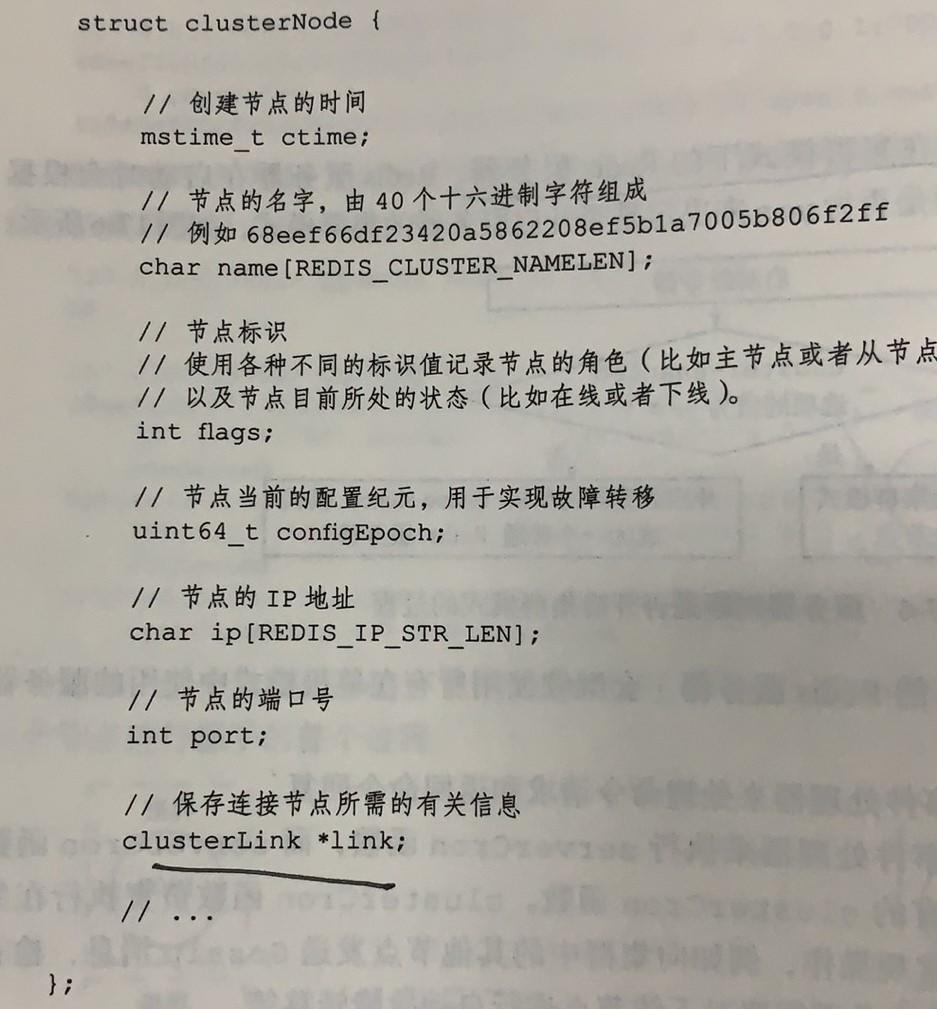 struct clusterNode {
// 创建节点的时间
mstime_t ctime;
// 节点的名字，由 40 个十六进制字符组成
// 例如 68eef66df23420a5862208ef5b1a7005b806f2ff
char name[REDIS_CLUSTER_NAMELEN];
// 节点标识
// 使用各种不同的标识值记录节点的角色（比如主节点或者从节点
// 以及节点目前所处的状态（比如在线或者下线）。
int flags;
// 节点当前的配置纪元，用于实现故障转移
uint64_t configEpoch;
// 节点的 IP 地址
char ip[REDIS_IP_STR_LEN];
// 节点的端口号
int port;
// 保存连接节点所需的有关信息
clusterLink *link;
// ...
};